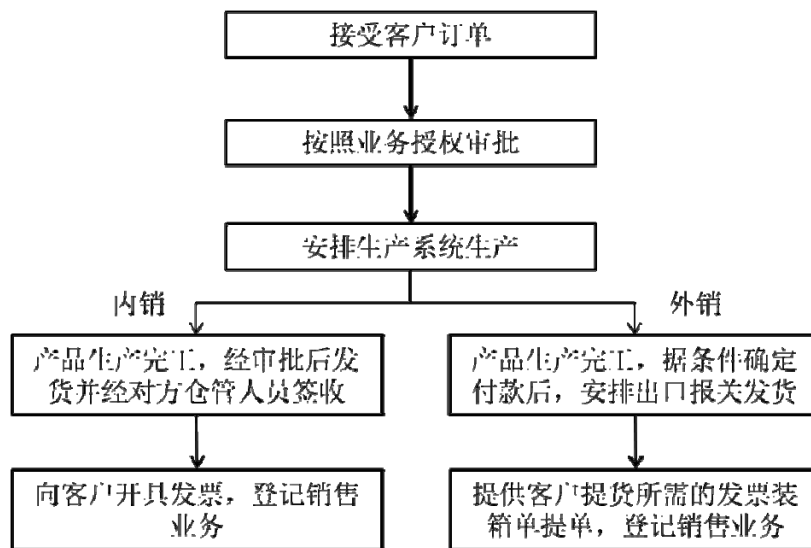 接受客户订单
按照业务授权审批
安排生产系统生产
内销
外销
产品生产完工，经审批后发
货并经对方仓管人员签收
产品生产完工，据条件确定
付款后，安排出口报关发货
向客户开具发票，登记销售
业务
提供客户提货所需的发票装
箱单提单，登记销售业务